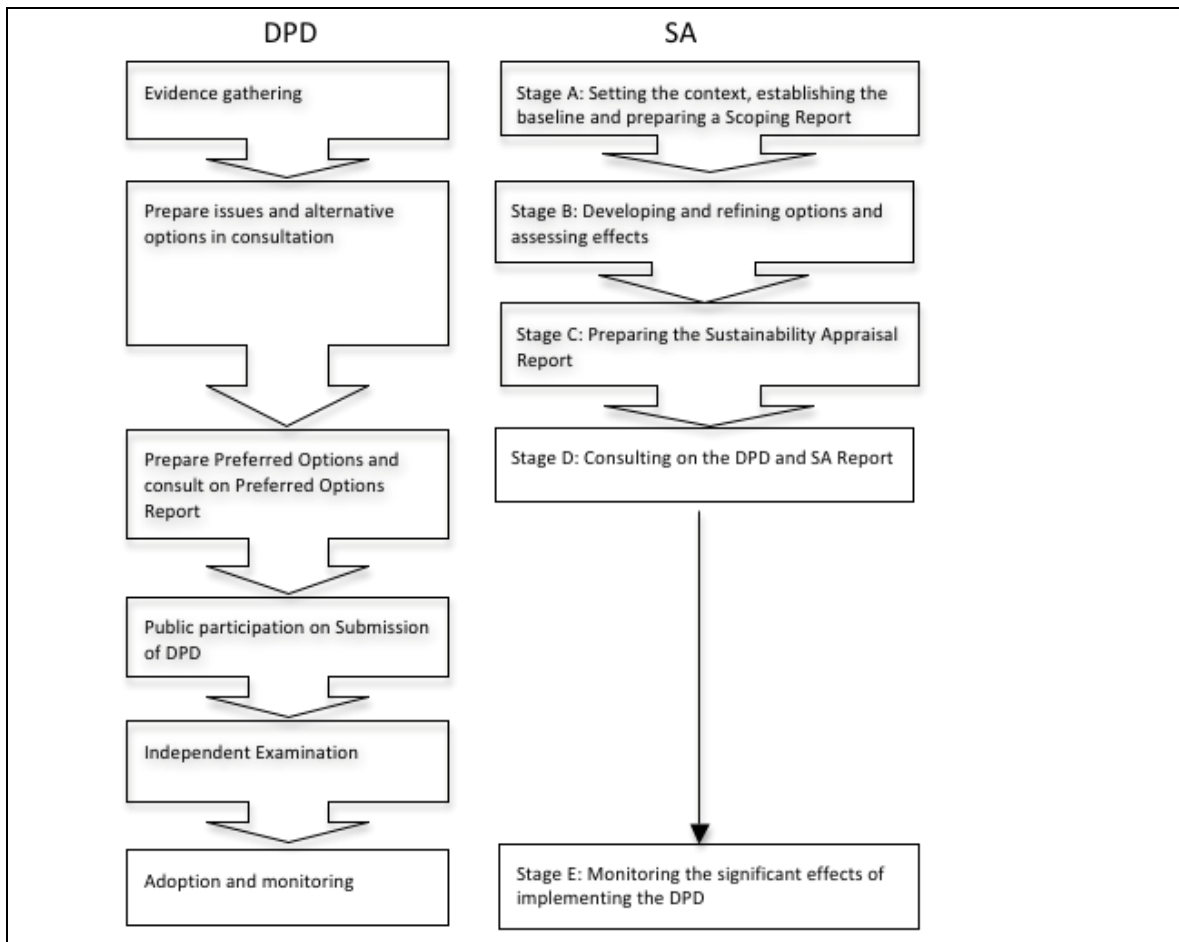 DPD
Evidence gathering
Prepare issues and alternative
options in consultation
Prepare Preferred Options and
consult on Preferred Options
Report
Public participation on Submission
of DPD
Independent Examination
Adoption and monitoring
SA
Stage A: Setting the context, establishing the
baseline and preparing a Scoping Report
Stage B: Developing and refining options and
assessing effects
Stage C: Preparing the Sustainability Appraisal
Report
Stage D: Consulting on the DPD and SA Report
Stage E: Monitoring the significant effects of
implementing the DPD